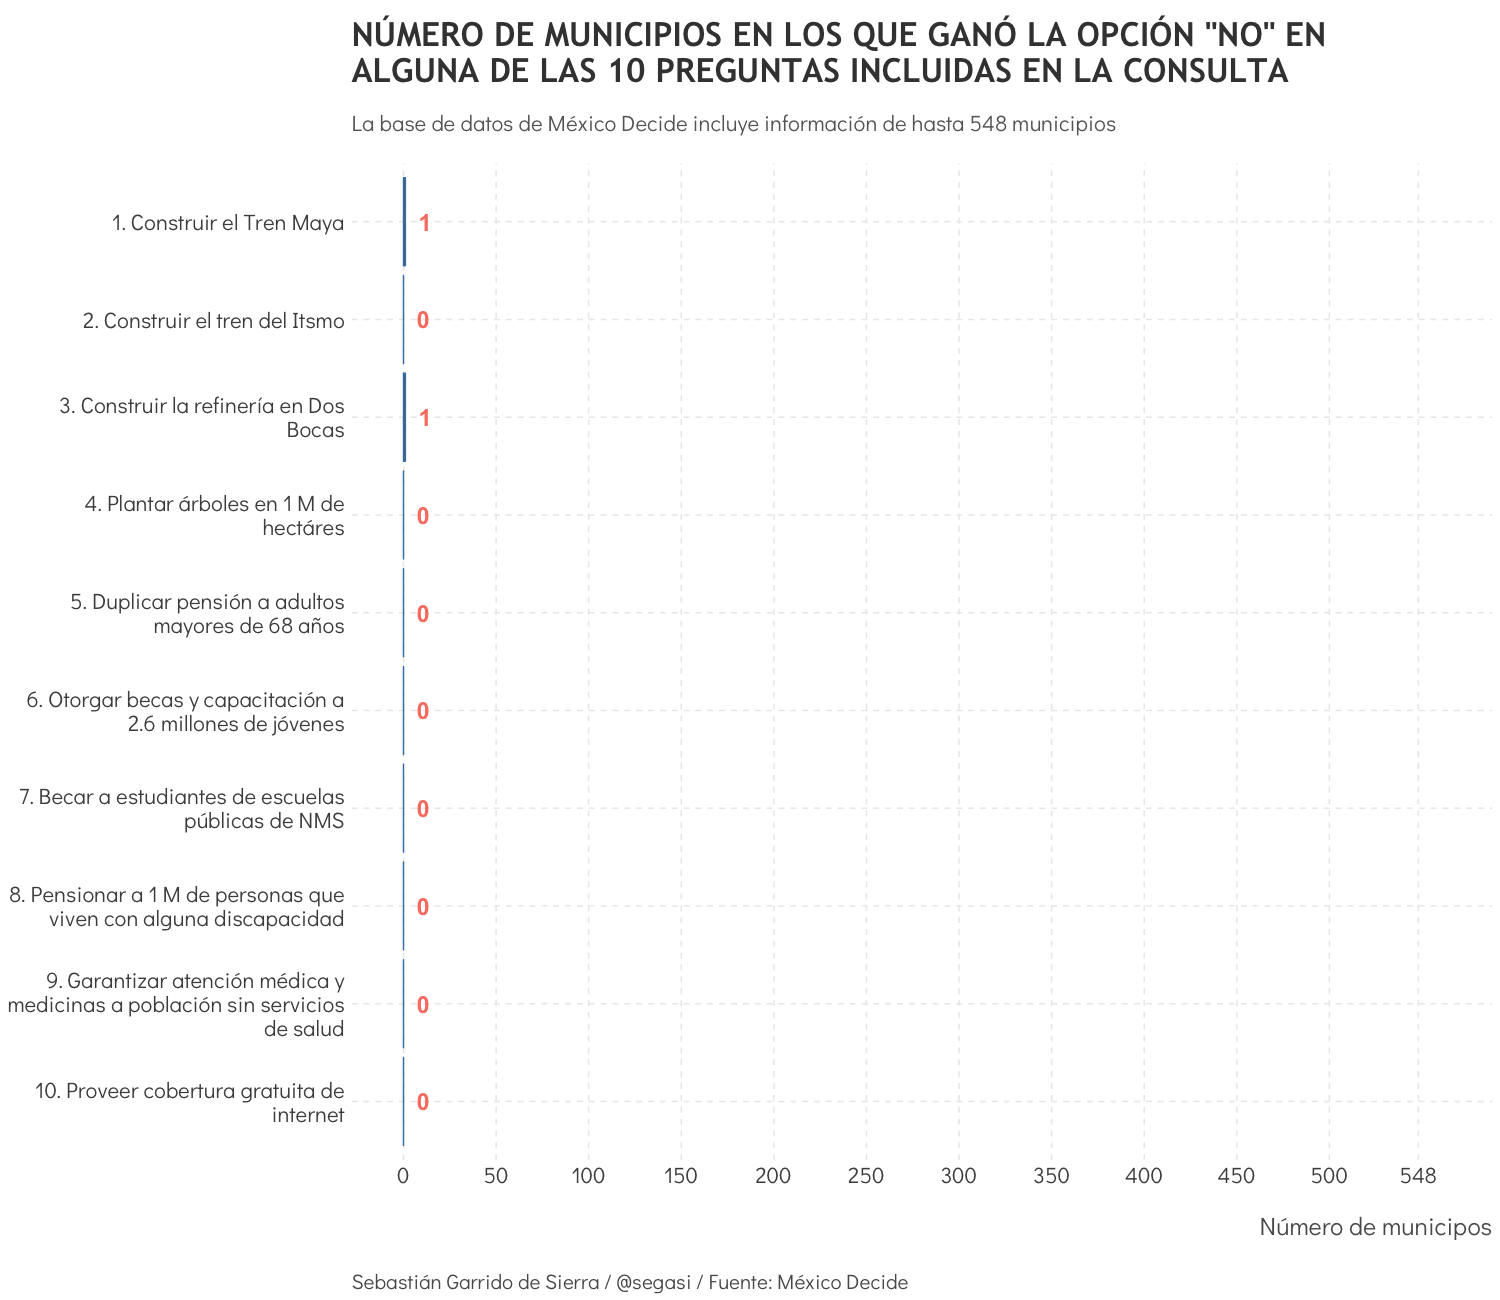 NÚMERO DE MUNICIPIOS EN LOS QUE GANÓ LA OPCIÓN "NO" EN
ALGUNA DE LAS 10 PREGUNTAS INCLUIDAS EN LA CONSULTA
La base de datos de México Decide incluye información de hasta 548 municipios
1. Construir el Tren Maya
1
2. Construir el tren del Itsmo
0
3. Construir la refinería en Dos
Bocas
1
4. Plantar árboles en 1 M de
hectáres
0
5. Duplicar pensión a adultos
mayores de 68 años
0
6. Otorgar becas y capacitación a
2.6 millones de jóvenes
0
7. Becar a estudiantes de escuelas
públicas de NMS
0
8. Pensionar a 1 M de personas que
viven con alguna discapacidad
0
9. Garantizar atención médica y
medicinas a población sin servicios
de salud
0
10. Proveer cobertura gratuita de
internet
0
0 50 100 150 200 250 300 350 400 450 500 548
Número de municipos
Sebastián Garrido de Sierra / @segasi / Fuente: México Decide